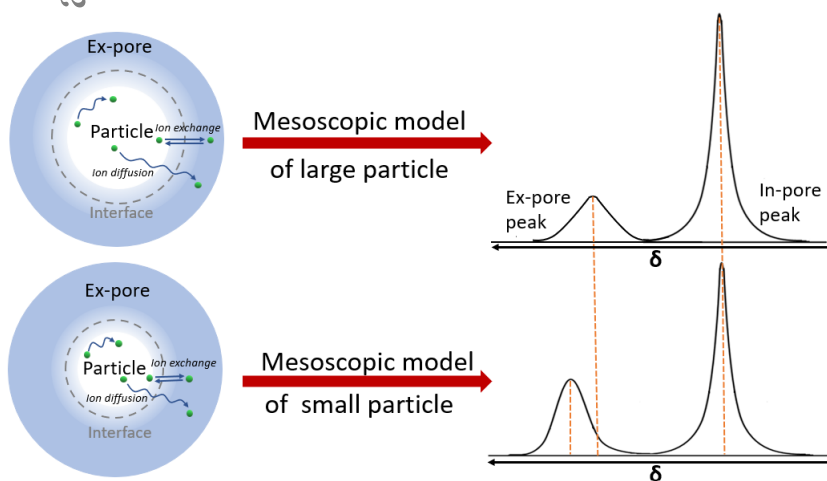 a
Ex-pore
Particle
Ion exchange
Ion diffusion
Interface
Mesoscopic model
of large particle
Ex-pore
peak
In-pore
peak
δ
Ex-pore
Particle
Ion exchange
Ion diffusion
Interface
Mesoscopic model
of small particle
δ